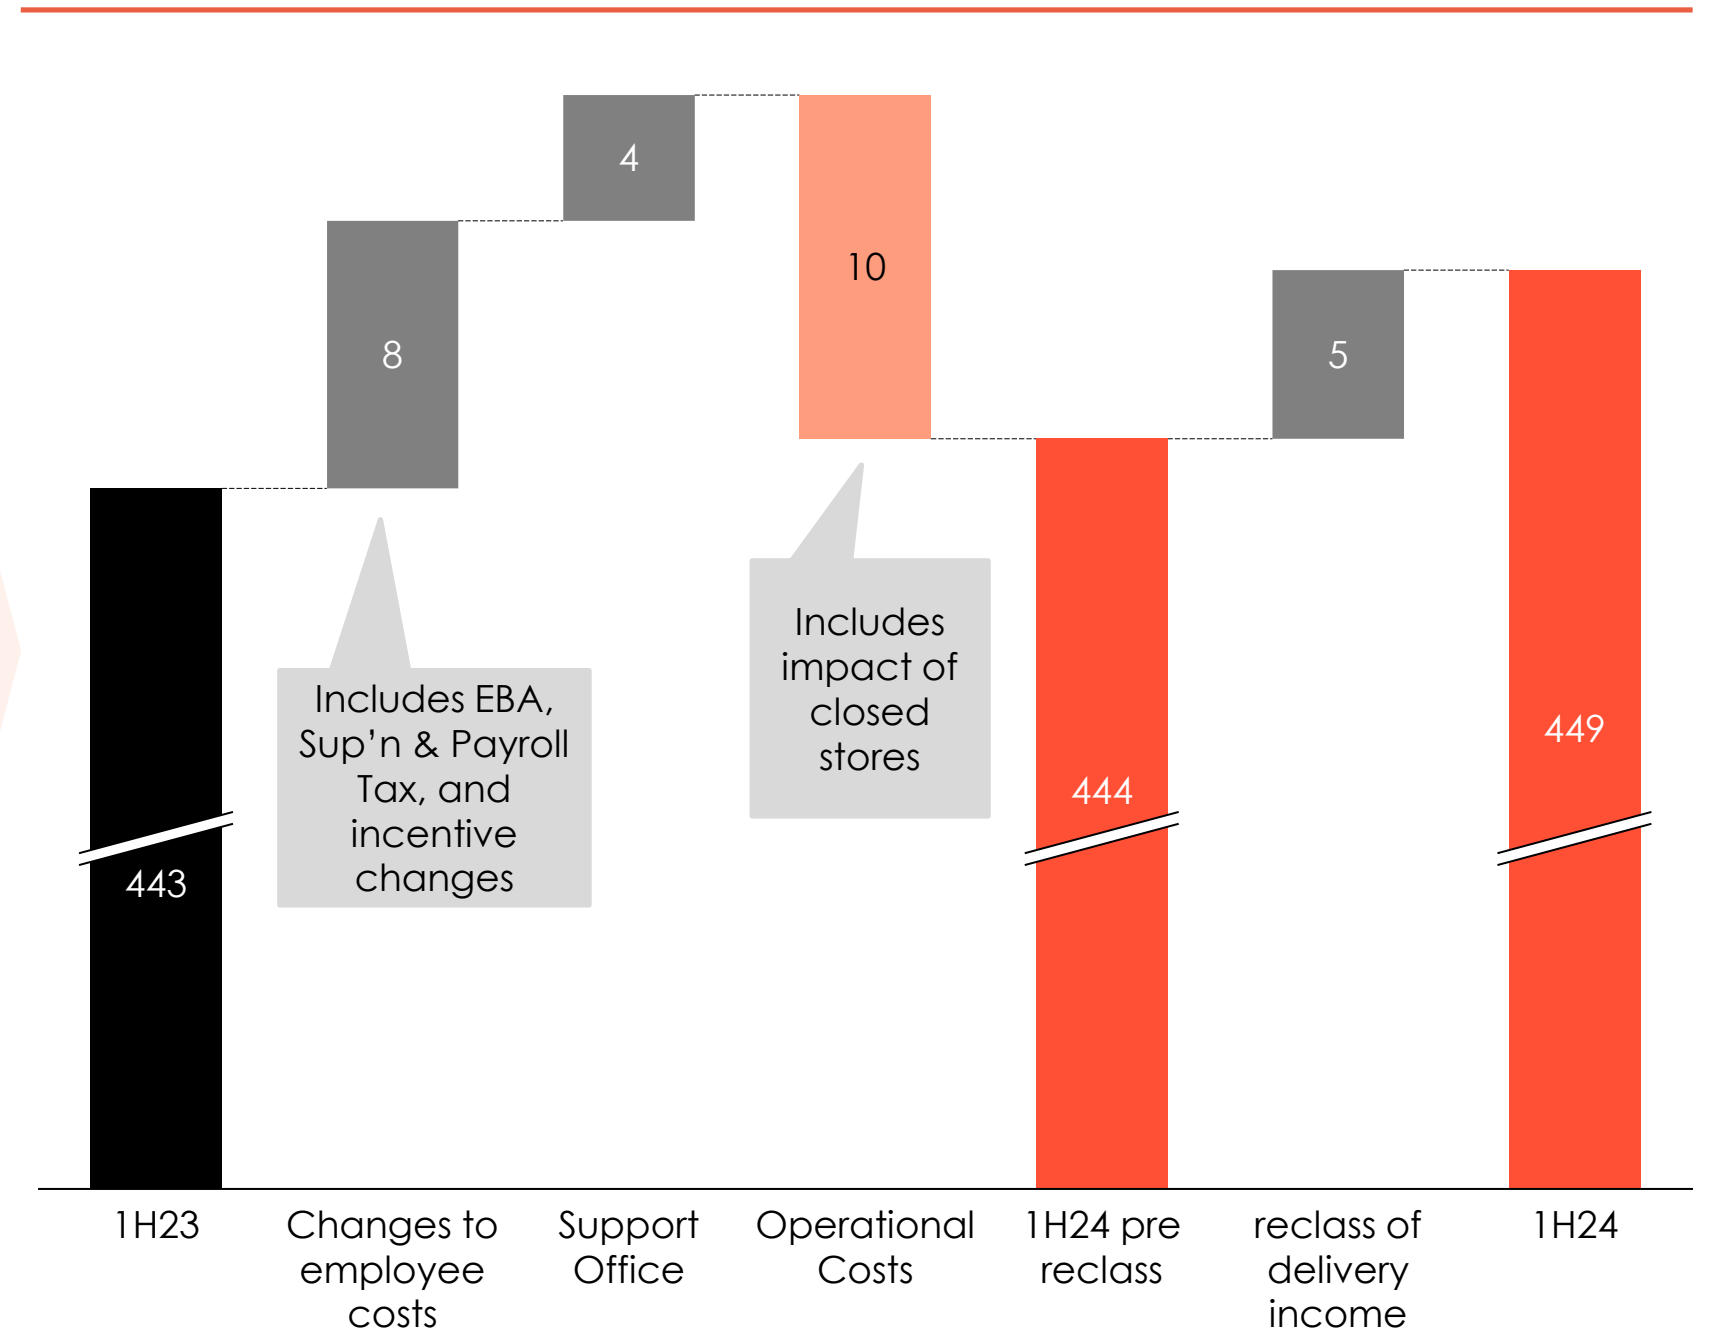 4
10
8
5
Includes
impact of
closed
stores
Includes EBA,
Sup’n & Payroll
Tax, and
incentive
changes
449
444
443
1H23
Changes to
employee
costs
Support
Office
Operational
Costs
1H24 pre
reclass
reclass of
delivery
income
1H24